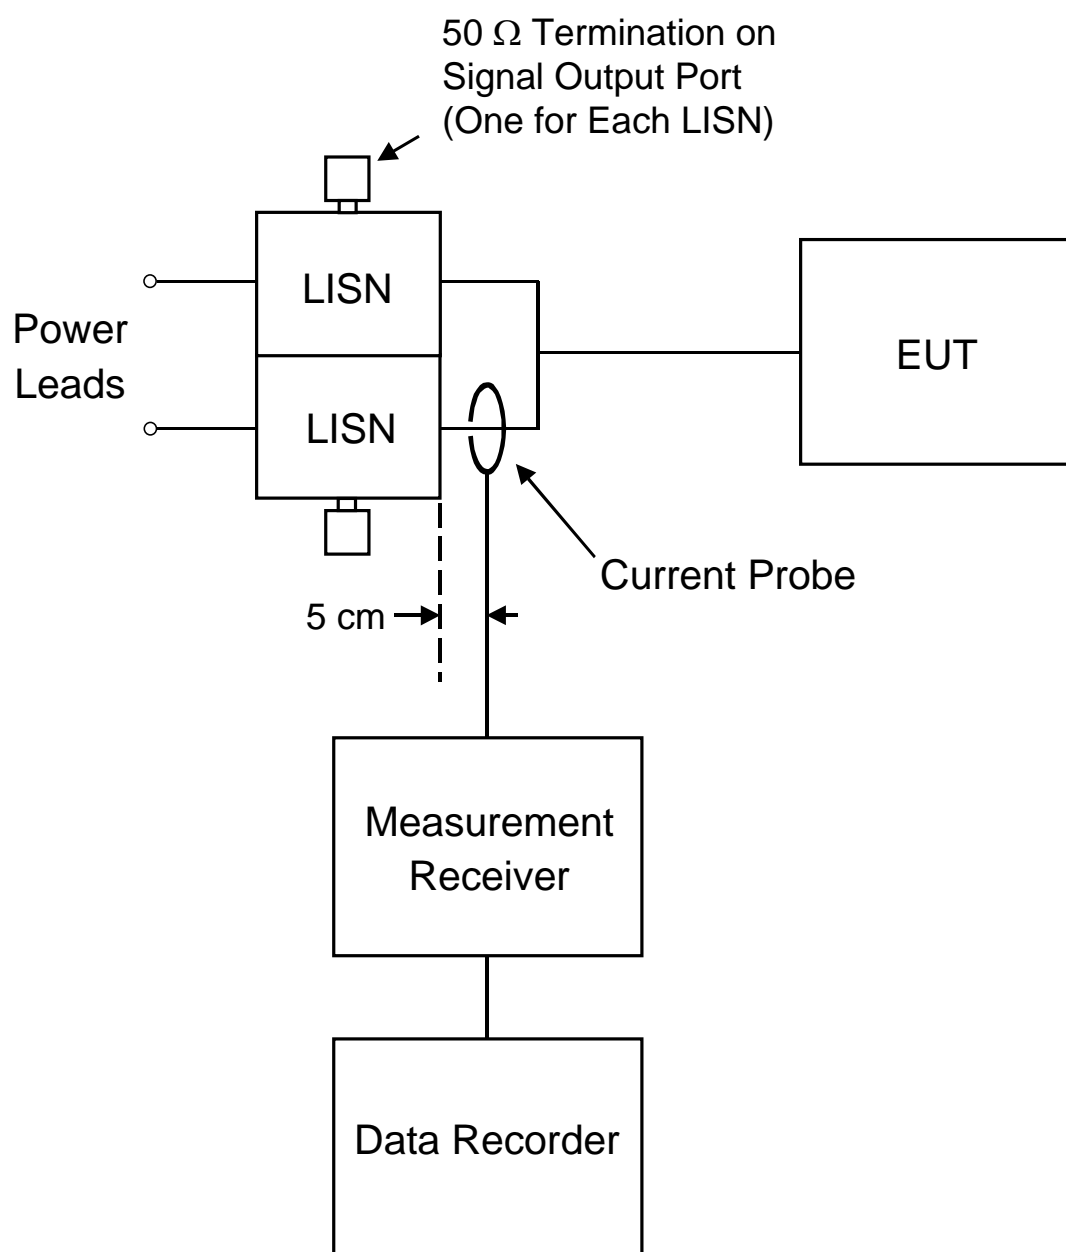 50 Ω Termination on
Signal Output Port
(One for Each LISN)
LISN
Power
Leads
LISN
EUT
Current Probe
5 cm
Measurement
Receiver
Data Recorder